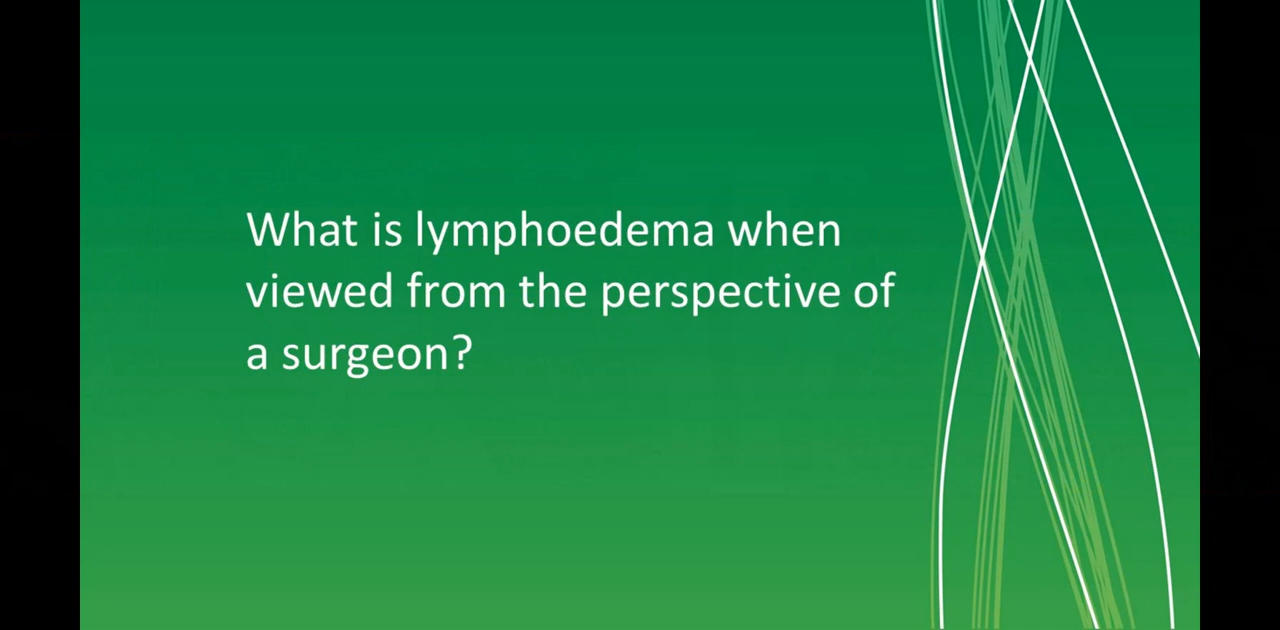 What is lymphoedema when
viewed from the perspective of
a surgeon?